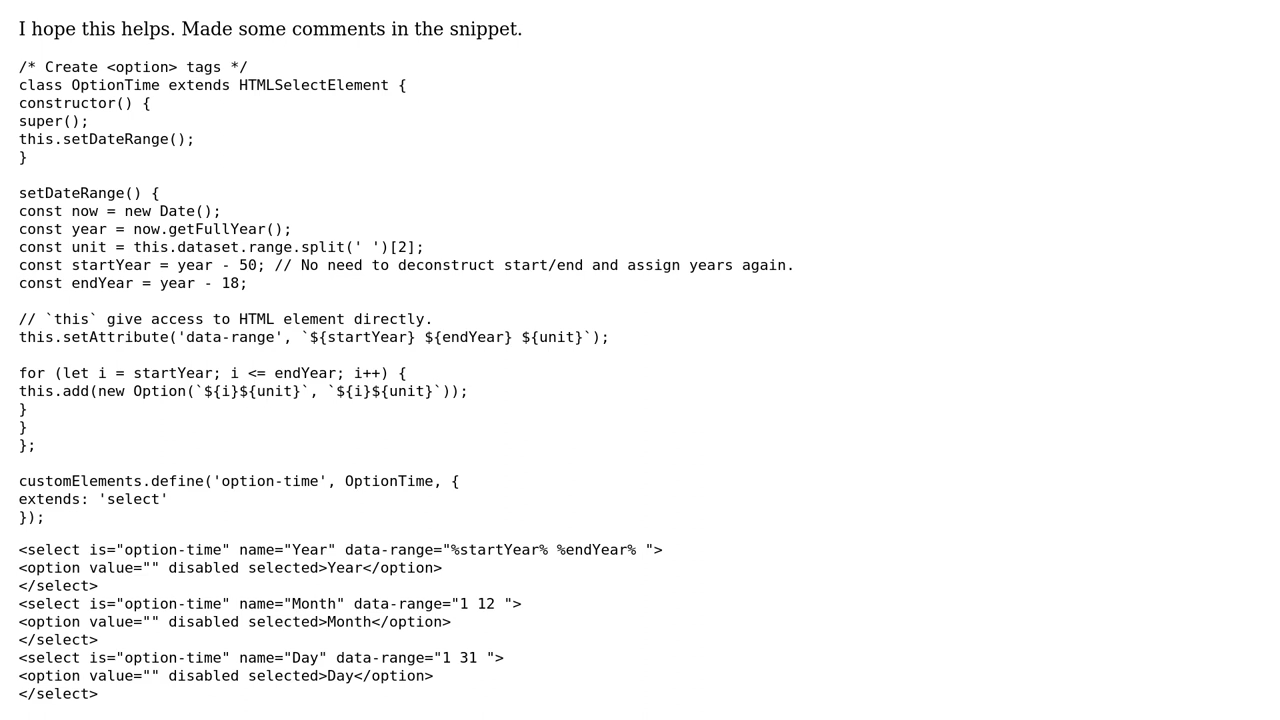 I hope this helps. Made some comments in the snippet.
/* Create <option> tags */
class OptionTime extends HTMLSelectElement {
constructor() {
super();
this.setDateRange();
}
setDateRange() {
const now = new Date();
const year = now.getFullYear();
const unit = this.dataset.range.split(' ')[2];
const startYear = year - 50; // No need to deconstruct start/end and assign years again.
const endYear = year - 18;
// `this` give access to HTML element directly.
this.setAttribute('data-range', `${startYear} ${endYear} ${unit}`);
for (let i = startYear; i <= endYear; i++) {
this.add(new Option(`${i}${unit}`, `${i}${unit}`));
}
}
};
customElements.define('option-time', OptionTime, {
extends: 'select'
});
<select is="option-time" name="Year" data-range="%startYear% %endYear% ">
<option value="" disabled selected>Year</option>
</select>
<select is="option-time" name="Month" data-range="1 12 ">
<option value="" disabled selected>Month</option>
</select>
<select is="option-time" name="Day" data-range="1 31 ">
<option value="" disabled selected>Day</option>
</select>